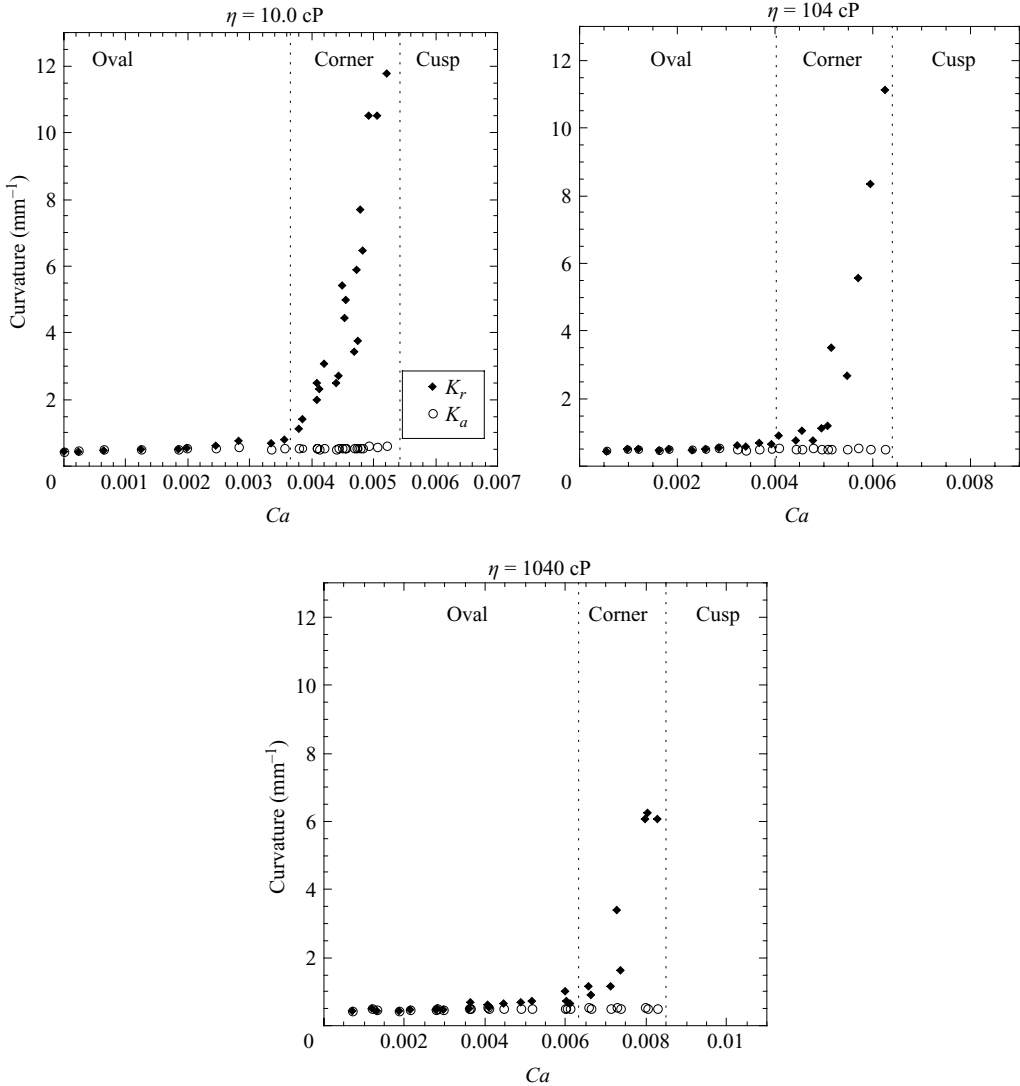 η = 10.0 cP
Oval Corner Cusp
12
10
8
6
4
2
Curvature (mm⁻¹)
K_r
K_a
0 0.001 0.002 0.003 0.004 0.005 0.006 0.007
Ca
η = 104 cP
Oval Corner Cusp
12
10
8
6
4
2
0 0.002 0.004 0.006 0.008
Ca
η = 1040 cP
Oval Corner Cusp
12
10
8
6
4
2
Curvature (mm⁻¹)
0 0.002 0.004 0.006 0.008 0.01
Ca